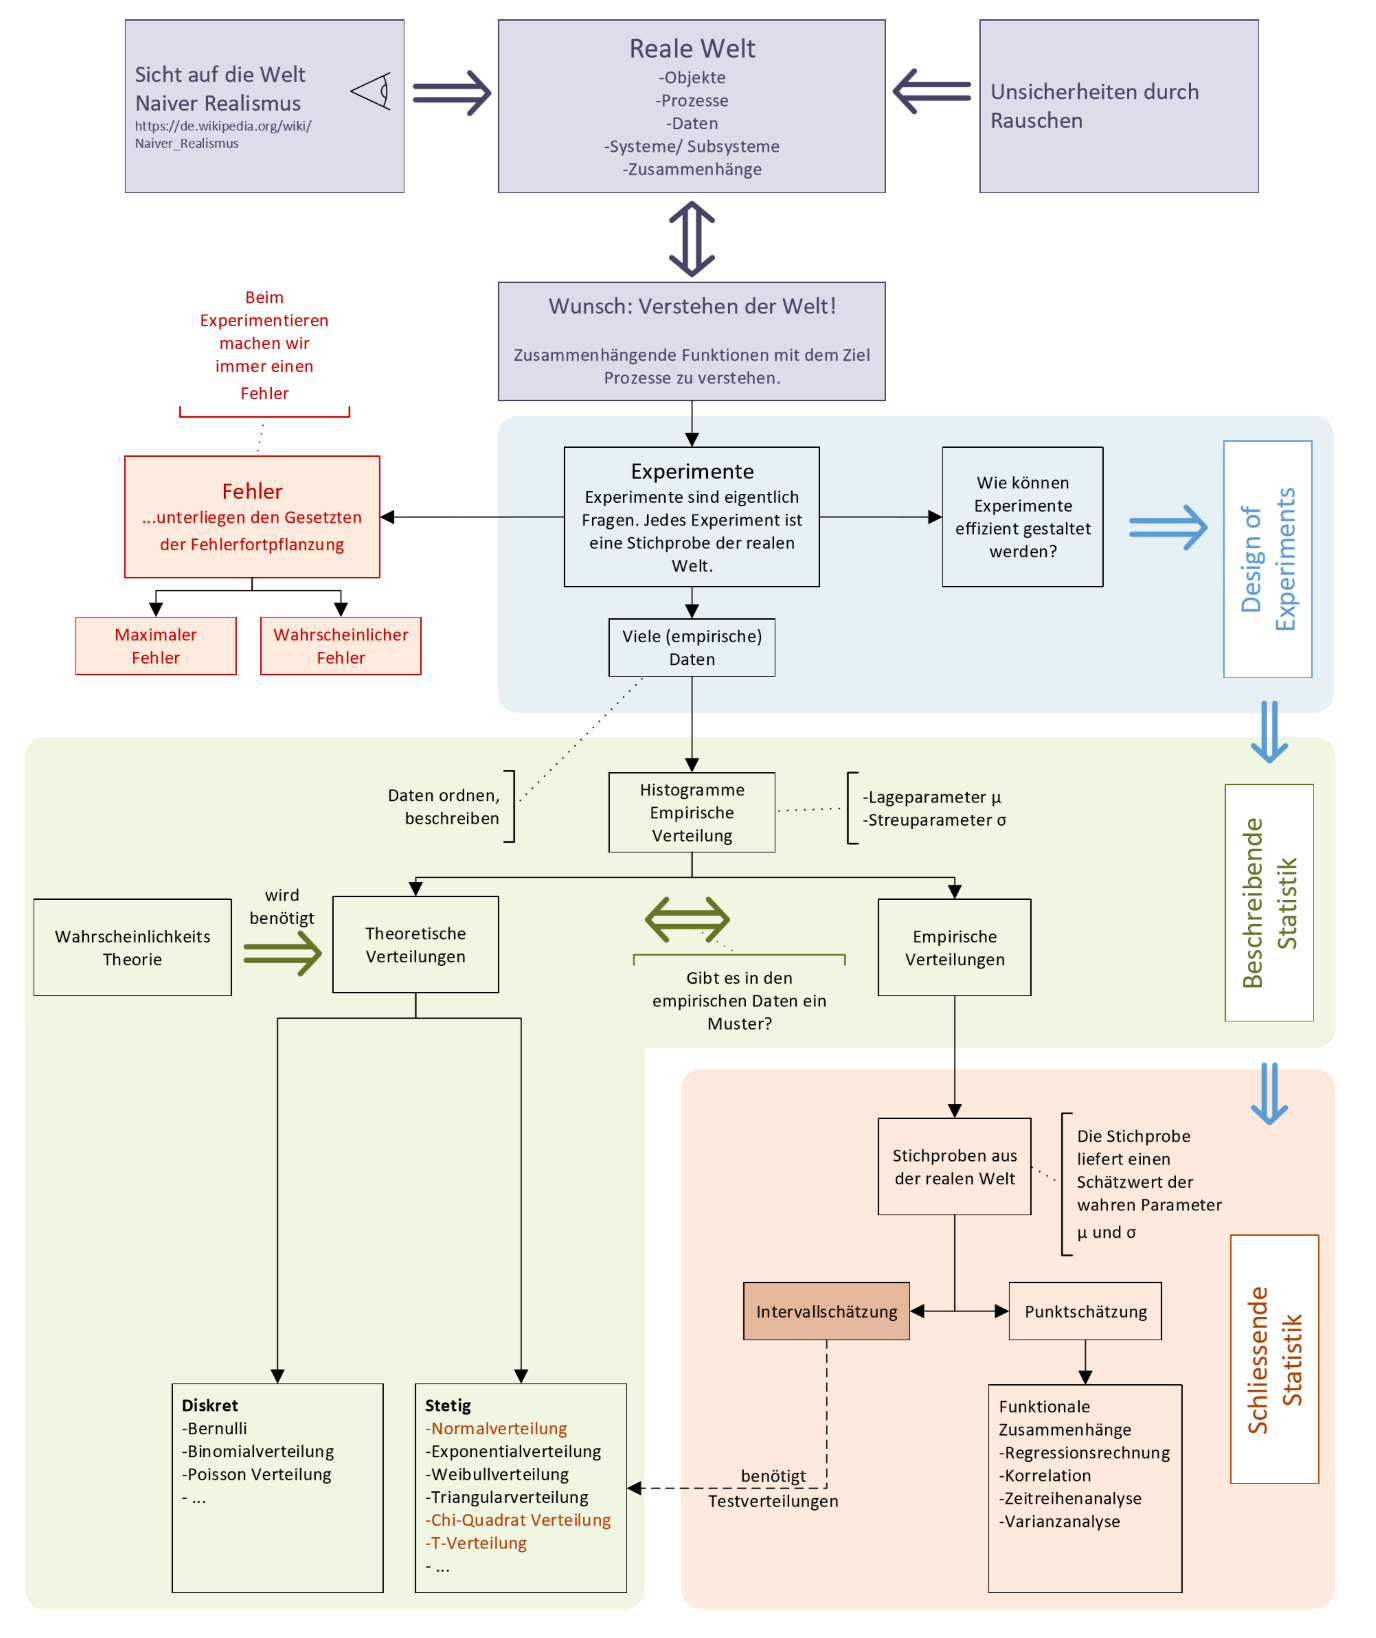 Sicht auf die Welt
Naiver Realismus
https://de.wikipedia.org/wiki/
Naiver_Realismus
Reale Welt
-Objekte
-Prozesse
-Daten
-Systeme/ Subsysteme
-Zusammenhänge
Unsicherheiten durch
Rauschen
Wunsch: Verstehen der Welt!
Zusammenhängende Funktionen mit dem Ziel
Prozesse zu verstehen.
Beim
Experimentieren
machen wir
immer einen
Fehler
Fehler
...unterliegen den Gesetzten
der Fehlerfortpflanzung
Maximaler
Fehler
Wahrscheinlicher
Fehler
Experimente
Experimente sind eigentlich
Fragen. Jedes Experiment ist
eine Stichprobe der realen
Welt.
Wie können
Experimente
effizient gestaltet
werden?
Design of
Experiments
Viele (empirische)
Daten
Daten ordnen,
beschreiben
Histogramme
Empirische
Verteilung
-Lageparameter μ
-Streuparameter σ
Beschreibende
Statistik
Wahrscheinlichkeits
Theorie
wird
benötigt
Theoretische
Verteilungen
Gibt es in den
empirischen Daten ein
Muster?
Empirische
Verteilungen
Stichproben aus
der realen Welt
Die Stichprobe
liefert einen
Schätzwert der
wahren Parameter
μ und σ
Intervallschätzung
Punktschätzung
Schliessende
Statistik
Diskret
-Bernulli
-Binomialverteilung
-Poisson Verteilung
- ...
Stetig
-Normalverteilung
-Exponentialverteilung
-Weibullverteilung
-Triangularverteilung
-Chi-Quadrat Verteilung
-T-Verteilung
- ...
benötigt
Testverteilungen
Funktionale
Zusammenhänge
-Regressionsrechnung
-Korrelation
-Zeitreihenanalyse
-Varianzanalyse